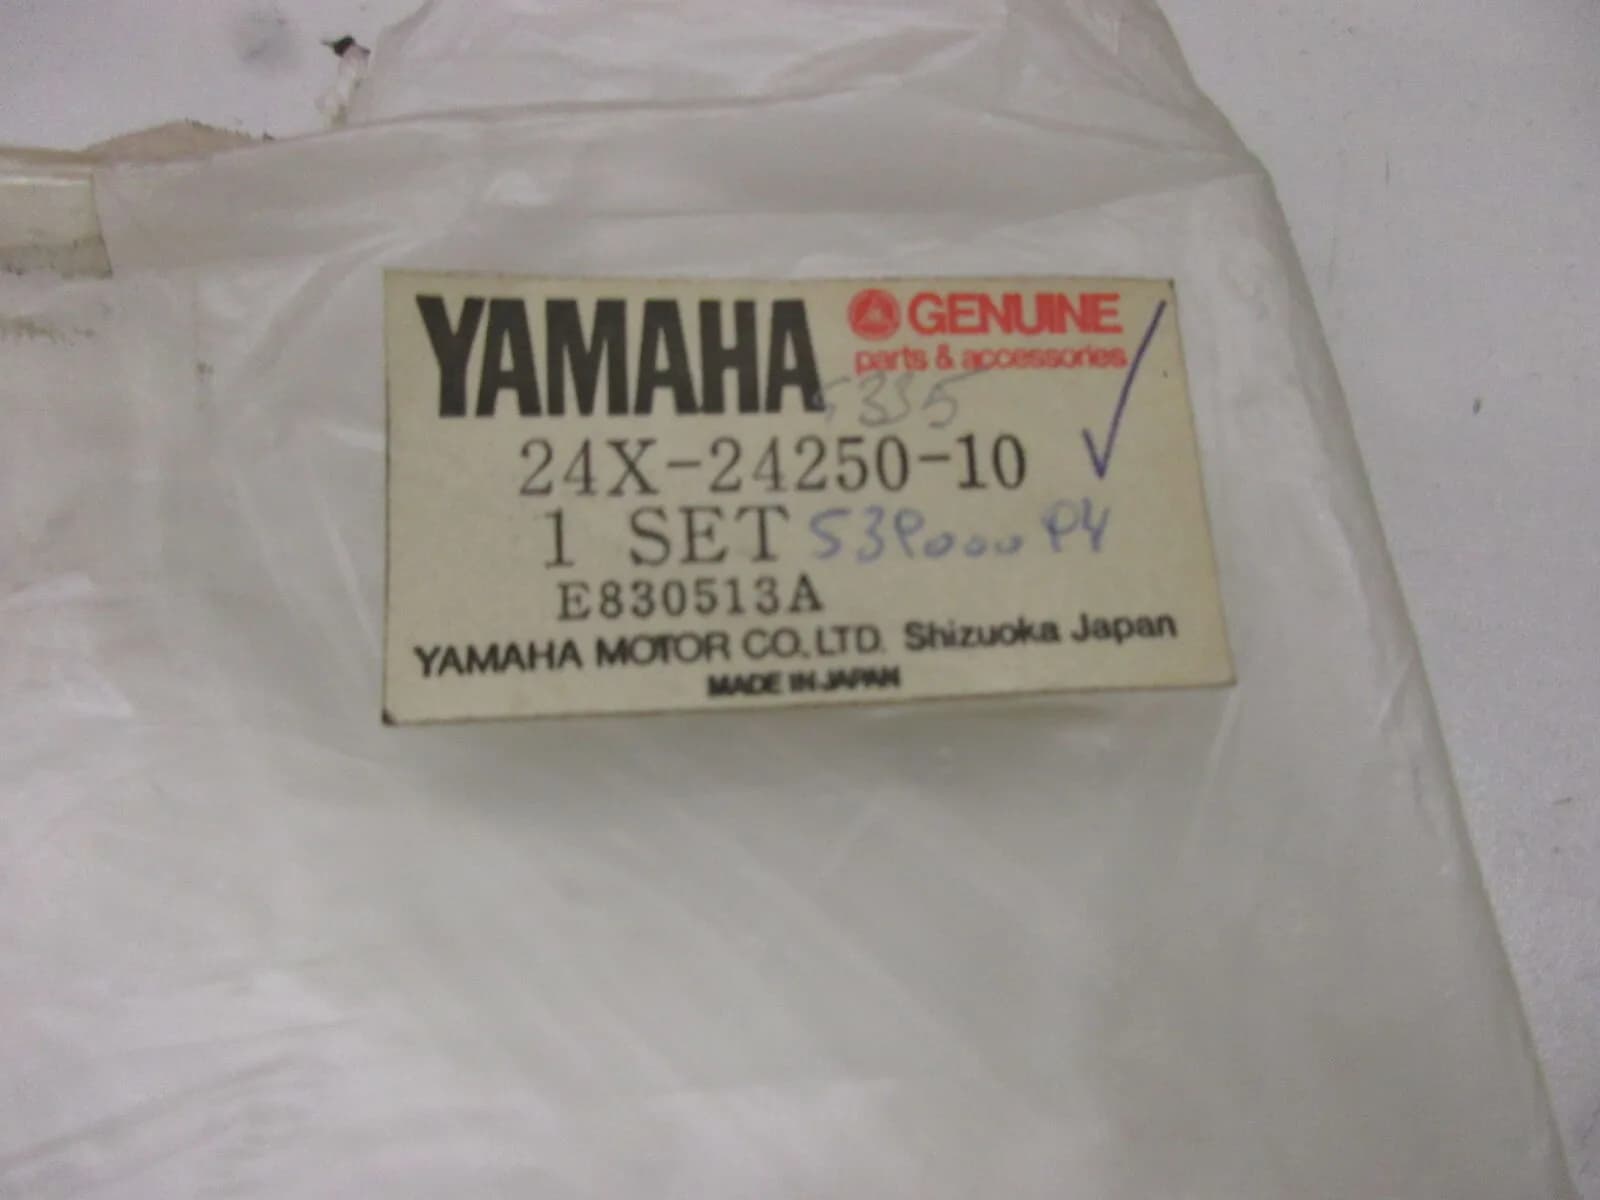 YAMAHA GENUINE
parts & accessories
5335
24X-24250-10
1 SET 539000 P4
E830513A
YAMAHA MOTOR CO., LTD. Shizuoka Japan
MADE IN JAPAN